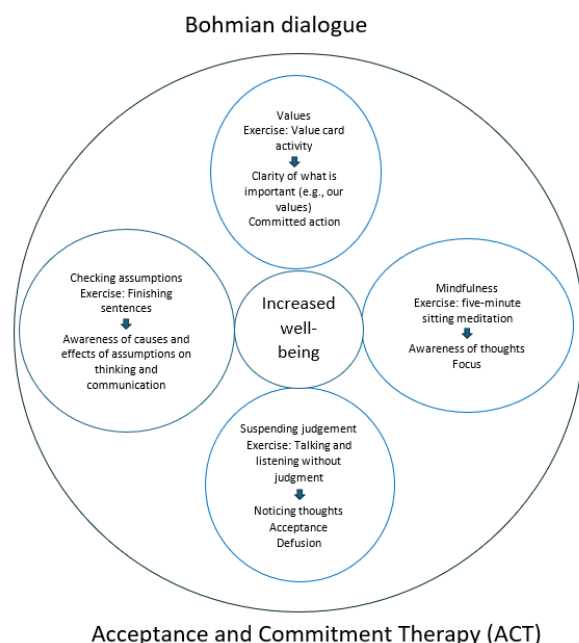 Bohmian dialogue
Values
Exercise: Value card
activity
Clarity of what is
important (e.g., our
values)
Committed action
Checking assumptions
Exercise: Finishing
sentences
Awareness of causes and
effects of assumptions on
thinking and
communication
Increased
well-
being
Mindfulness
Exercise: five-minute
sitting meditation
Awareness of thoughts
Focus
Suspending judgement
Exercise: Talking and
listening without
judgment
Noticing thoughts
Acceptance
Defusion
Acceptance and Commitment Therapy (ACT)